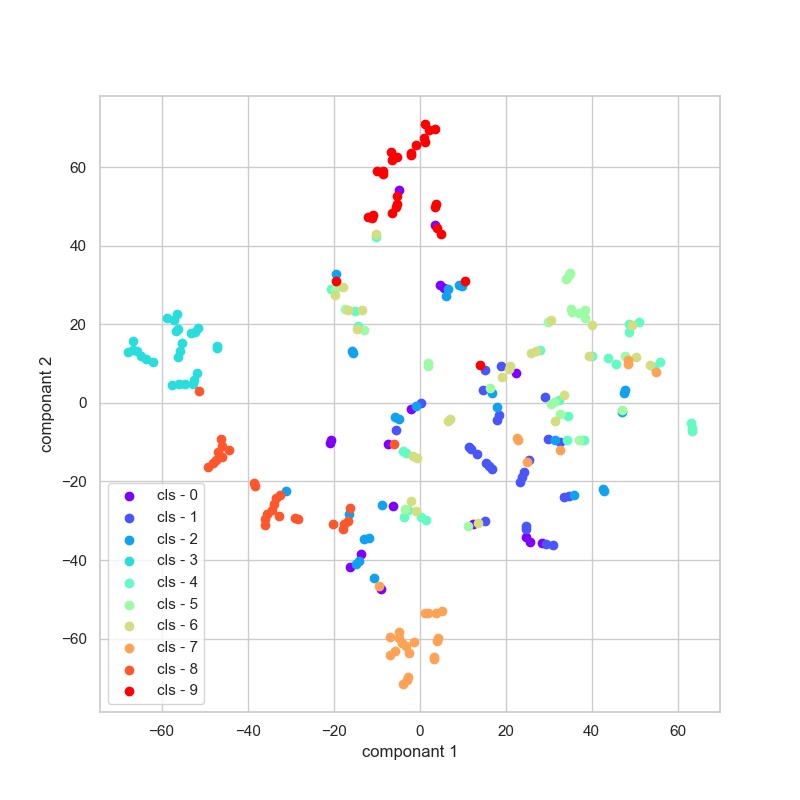 60
40
20
0
−20
−40
−60
component 2
cls - 0
cls - 1
cls - 2
cls - 3
cls - 4
cls - 5
cls - 6
cls - 7
cls - 8
cls - 9
−60 −40 −20 0 20 40 60
componant 1